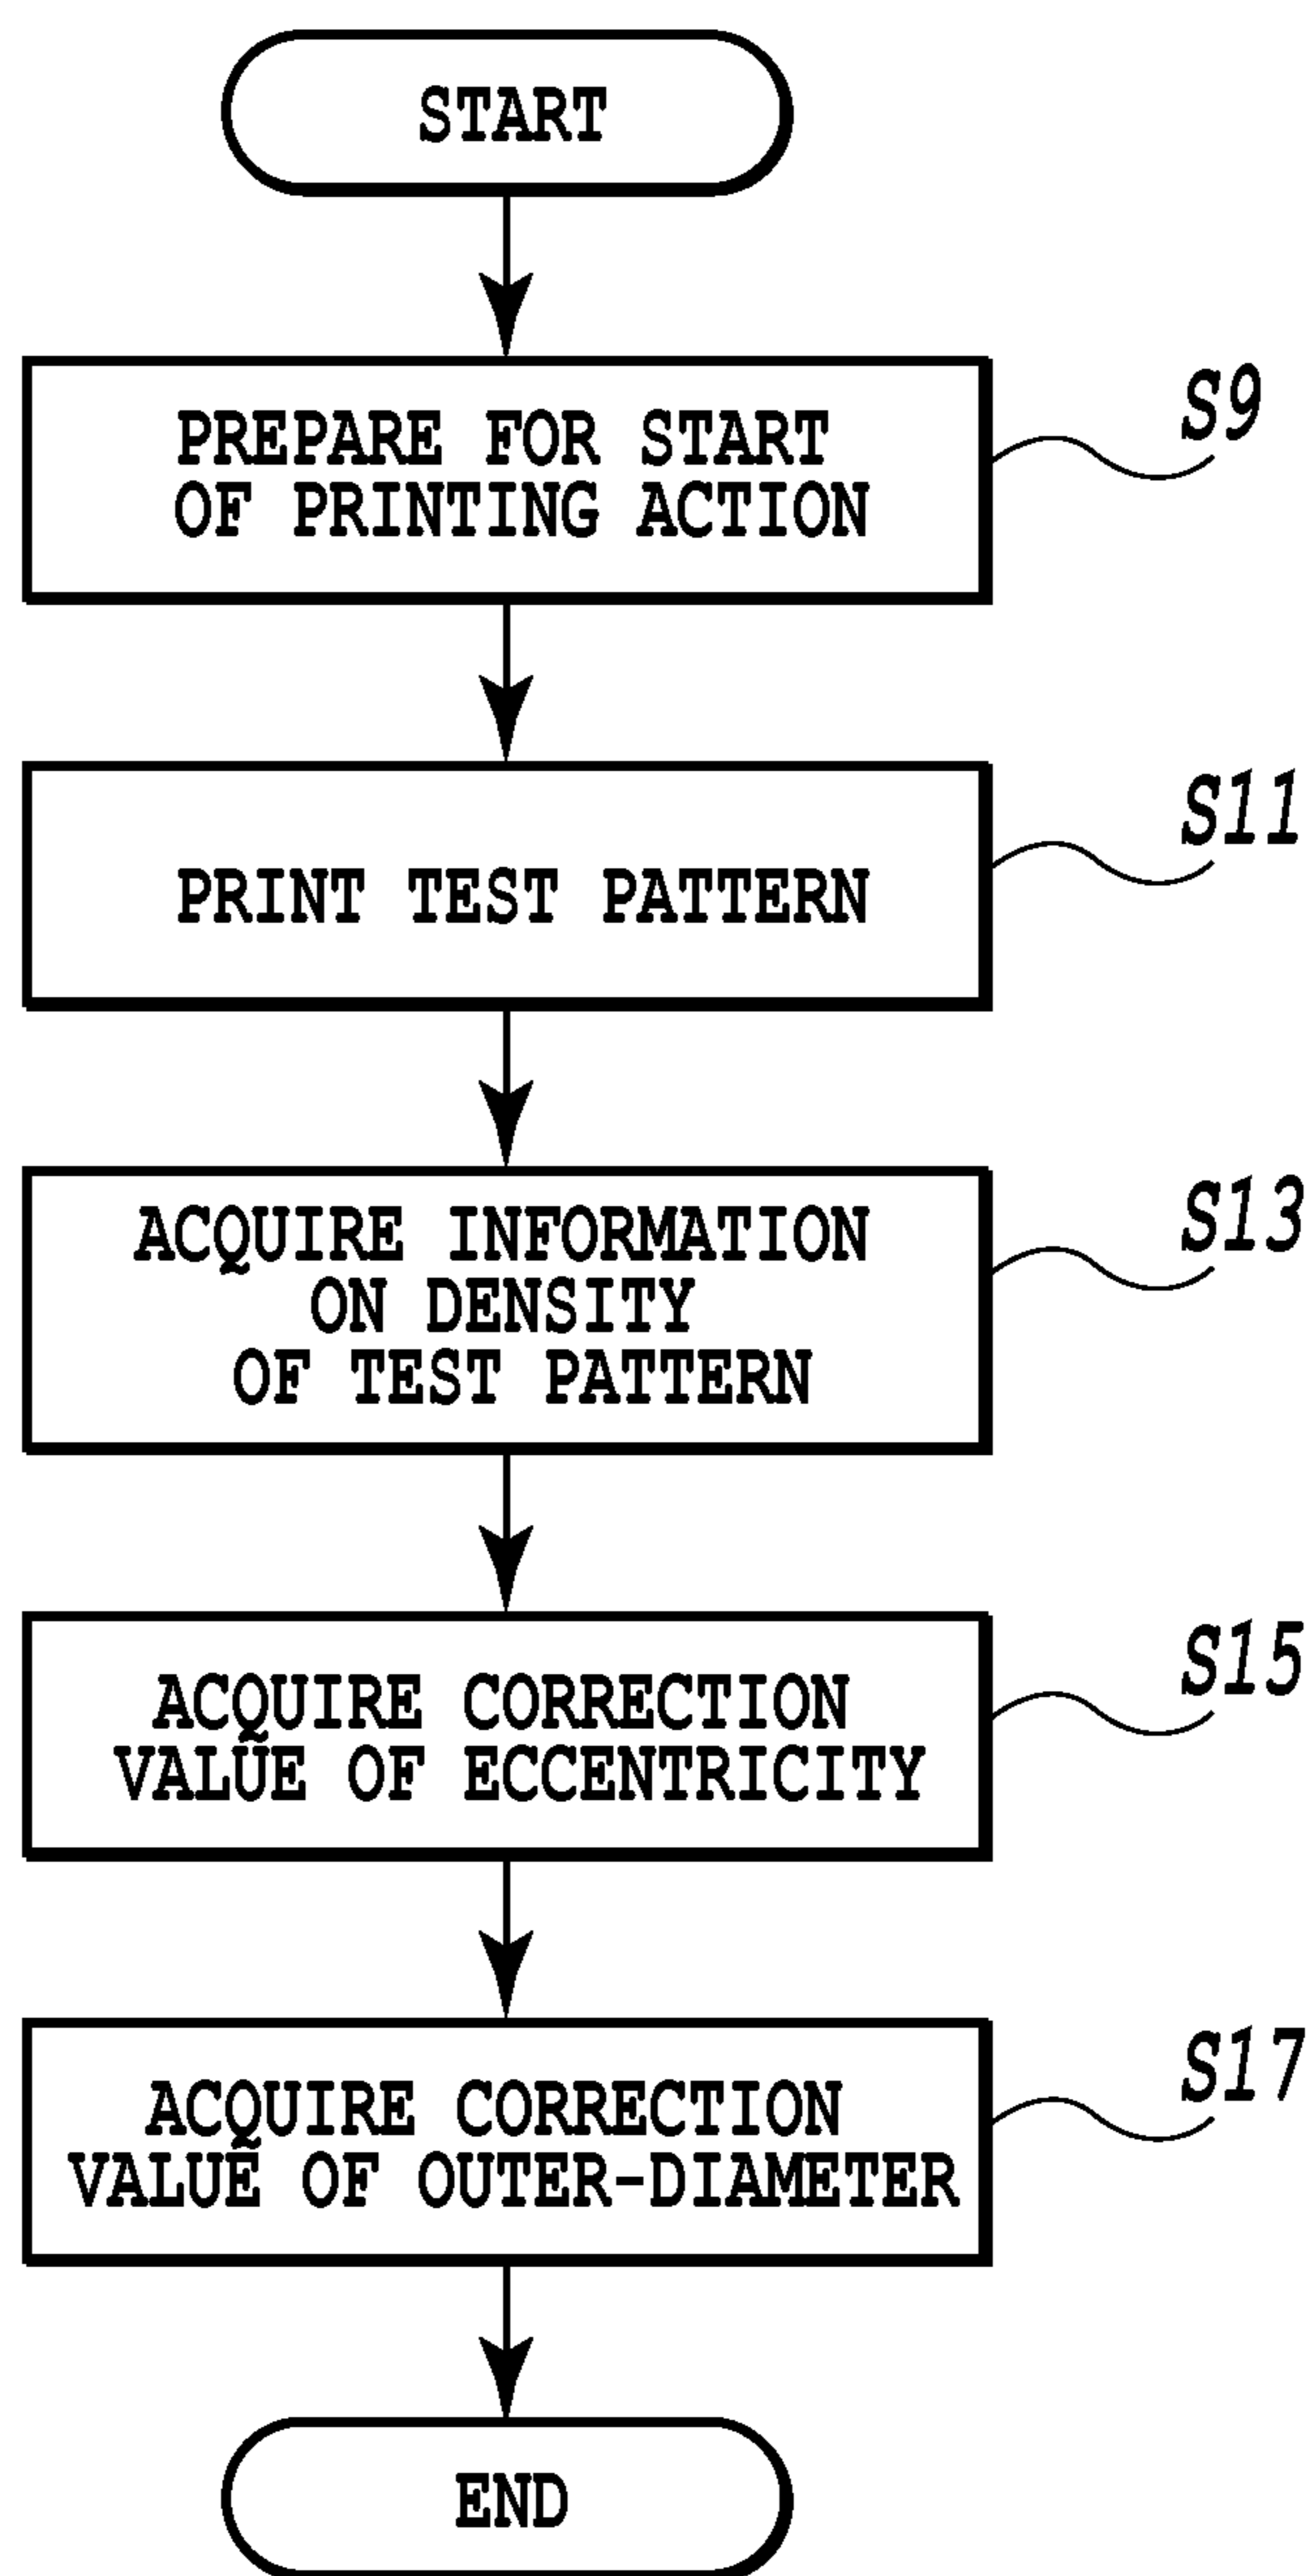 START
PREPARE FOR START
OF PRINTING ACTION
S9
PRINT TEST PATTERN
S11
ACQUIRE INFORMATION
ON DENSITY
OF TEST PATTERN
S13
ACQUIRE CORRECTION
VALUE OF ECCENTRICITY
S15
ACQUIRE CORRECTION
VALUE OF OUTER-DIAMETER
S17
END